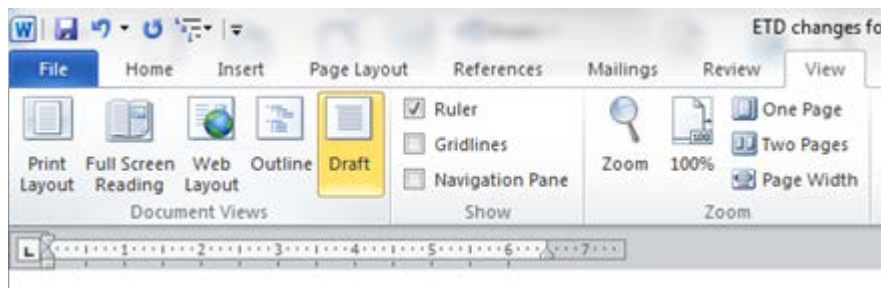 W
ETD changes fo
File Home Insert Page Layout References Mailings Review View
Print Layout
Full Screen Reading
Web Layout
Outline
Draft
Document Views
Ruler
Gridlines
Navigation Pane
Show
Zoom
100%
100
One Page
Two Pages
Page Width
Zoom
L 1 2 3 4 5 6 7